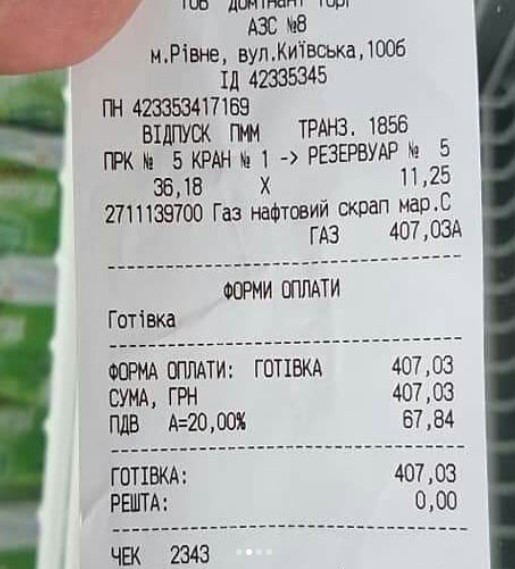 ТОВ ДОМІНАНТ ТОРГ
АЗС №8
м.Рівне, вул.Київська,100б
ІД 42335345
ПН 423353417169
ВІДПУСК ПММ ТРАНЗ. 1856
ПРК № 5 КРАН № 1 -> РЕЗЕРВУАР № 5
36,18 X 11,25
2711139700 Газ нафтовий скрап мар.С
ГАЗ 407,03А
ФОРМИ ОПЛАТИ
Готівка
ФОРМА ОПЛАТИ: ГОТІВКА 407,03
СУМА, ГРН 407,03
ПДВ А=20,00% 67,84
ГОТІВКА: 407,03
РЕШТА: 0,00
ЧЕК 2343